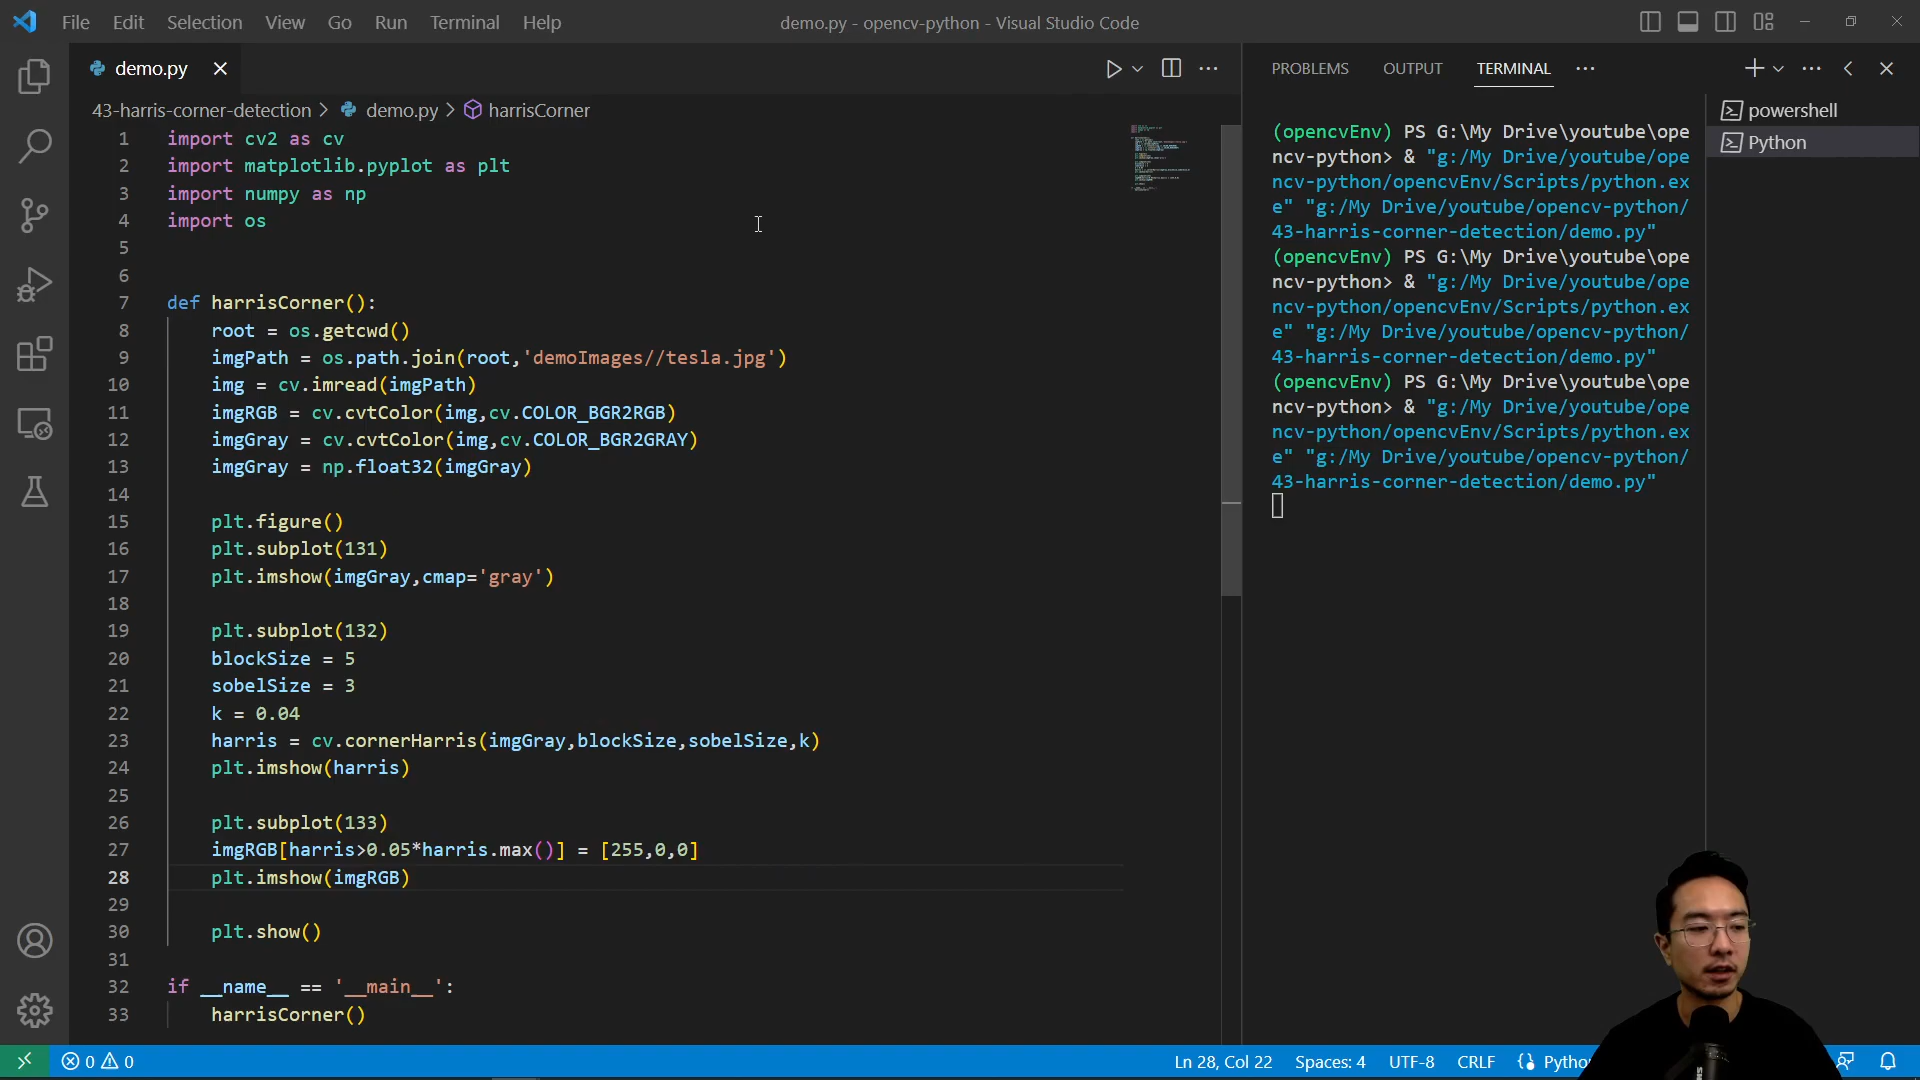 File Edit Selection View Go Run Terminal Help
demo.py - opencv-python - Visual Studio Code
demo.py
43-harris-corner-detection > demo.py > harrisCorner
1 import cv2 as cv
2 import matplotlib.pyplot as plt
3 import numpy as np
4 import os
5
6
7 def harrisCorner():
8 root = os.getcwd()
9 imgPath = os.path.join(root,'demoImages//tesla.jpg')
10 img = cv.imread(imgPath)
11 imgRGB = cv.cvtColor(img,cv.COLOR_BGR2RGB)
12 imgGray = cv.cvtColor(img,cv.COLOR_BGR2GRAY)
13 imgGray = np.float32(imgGray)
14
15 plt.figure()
16 plt.subplot(131)
17 plt.imshow(imgGray,cmap='gray')
18
19 plt.subplot(132)
20 blockSize = 5
21 sobelSize = 3
22 k = 0.04
23 harris = cv.cornerHarris(imgGray,blockSize,sobelSize,k)
24 plt.imshow(harris)
25
26 plt.subplot(133)
27 imgRGB[harris>0.05*harris.max()] = [255,0,0]
28 plt.imshow(imgRGB)
29
30 plt.show()
31
32 if __name__ == '__main__':
33 harrisCorner()
PROBLEMS OUTPUT TERMINAL
(opencvEnv) PS G:\My Drive\youtube\ope
ncv-python> & "g:/My Drive/youtube/ope
ncv-python/opencvEnv/Scripts/python.ex
e" "g:/My Drive/youtube/opencv-python/
43-harris-corner-detection/demo.py"
(opencvEnv) PS G:\My Drive\youtube\ope
ncv-python> & "g:/My Drive/youtube/ope
ncv-python/opencvEnv/Scripts/python.ex
e" "g:/My Drive/youtube/opencv-python/
43-harris-corner-detection/demo.py"
(opencvEnv) PS G:\My Drive\youtube\ope
ncv-python> & "g:/My Drive/youtube/ope
ncv-python/opencvEnv/Scripts/python.ex
e" "g:/My Drive/youtube/opencv-python/
43-harris-corner-detection/demo.py"
powershell
Python
0 0 Ln 28, Col 22 Spaces: 4 UTF-8 CRLF Pytho